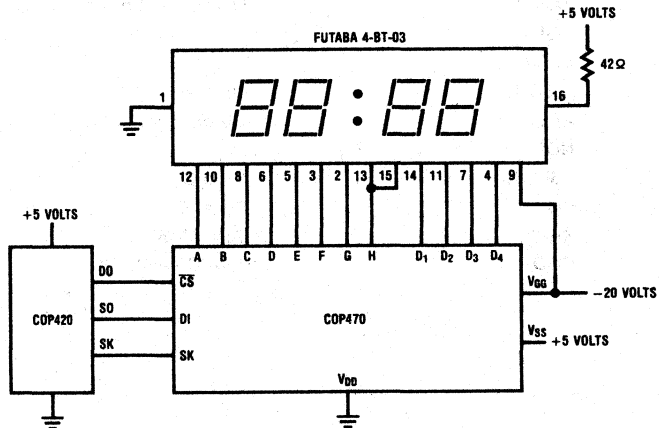 +5 VOLTS
FUTABA 4-BT-03
42Ω
1
16
12 10 8 6 5 3 2 13 15 14 11 7 4 9
+5 VOLTS
A B C D E F G H D1 D2 D3 D4
DO
CS
VGG
-20 VOLTS
COP420
SO
DI
COP470
SK
SK
VSS
+5 VOLTS
VDD